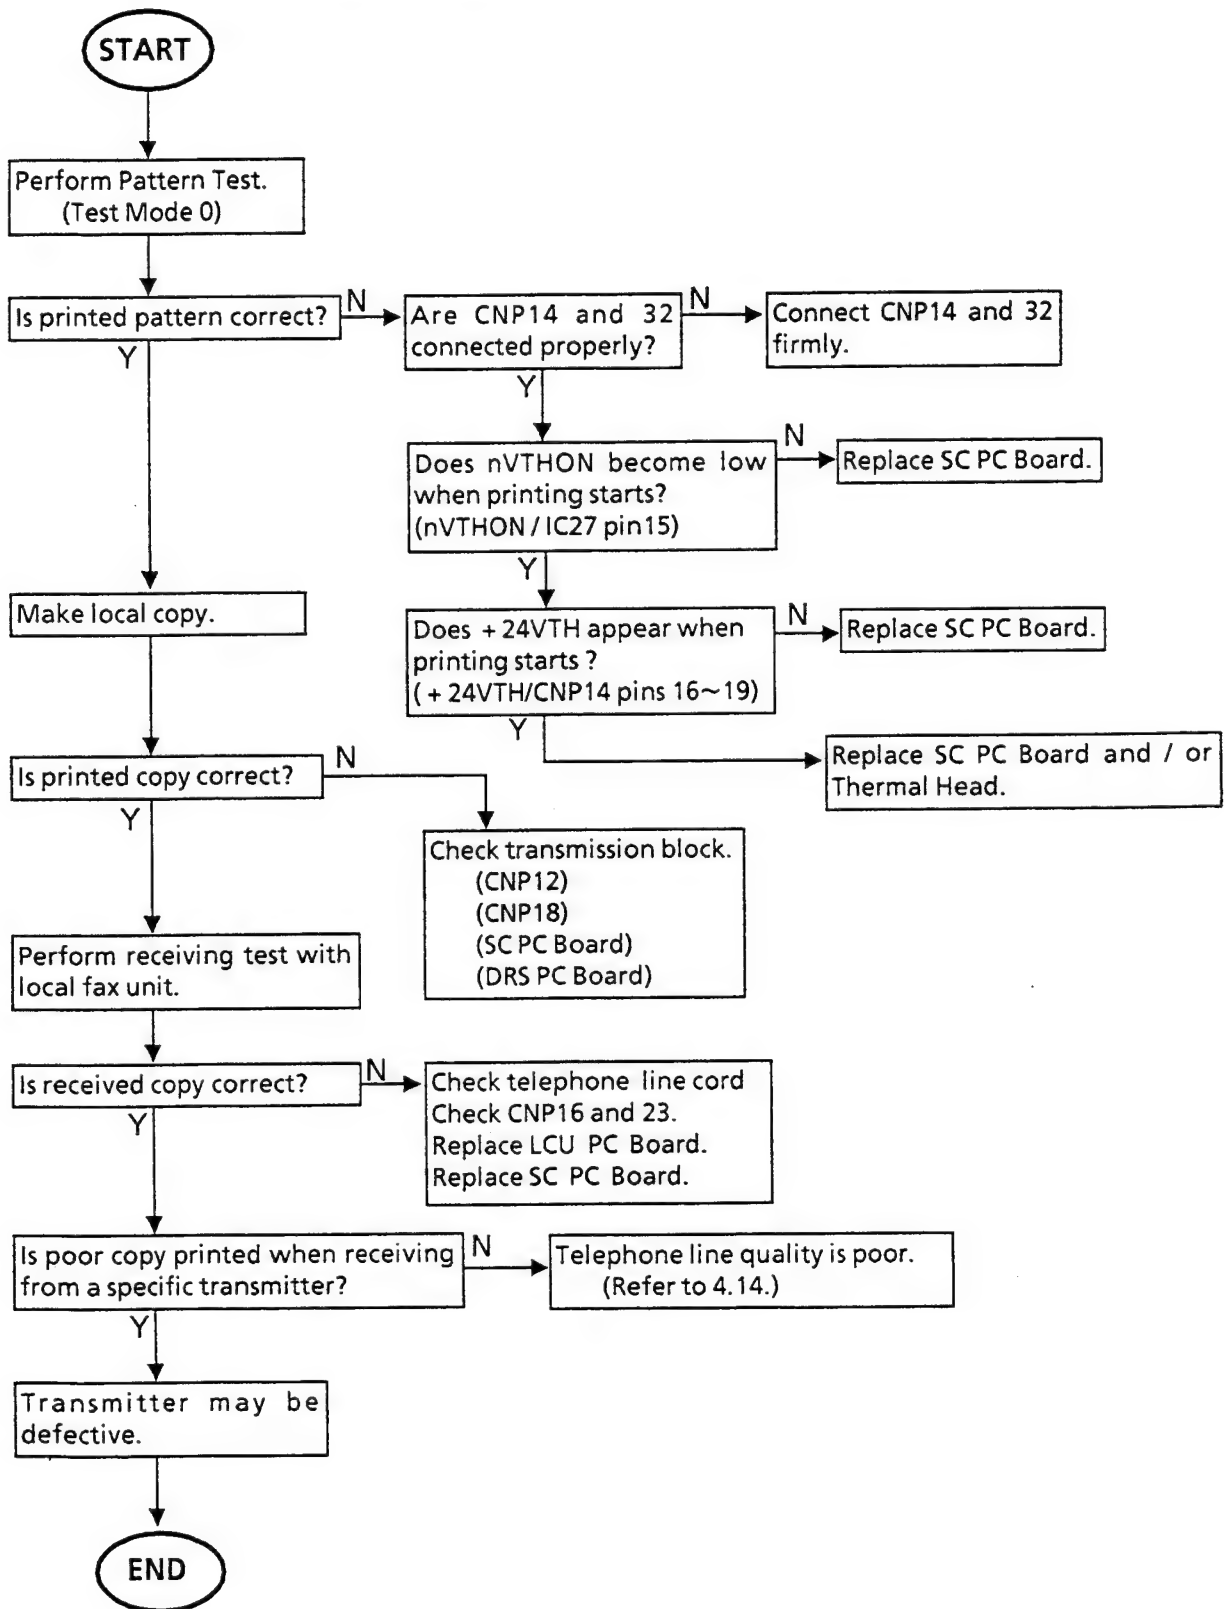 START
Perform Pattern Test.
(Test Mode 0)
Is printed pattern correct?
N
Y
Are CNP14 and 32
connected properly?
N
Y
Connect CNP14 and 32
firmly.
Does nVTHON become low
when printing starts?
(nVTHON / IC27 pin15)
N
Y
Replace SC PC Board.
Does + 24VTH appear when
printing starts ?
( + 24VTH/CNP14 pins 16~19)
N
Y
Replace SC PC Board.
Replace SC PC Board and / or
Thermal Head.
Make local copy.
Is printed copy correct?
N
Y
Check transmission block.
(CNP12)
(CNP18)
(SC PC Board)
(DRS PC Board)
Perform receiving test with
local fax unit.
Is received copy correct?
N
Y
Check telephone line cord
Check CNP16 and 23.
Replace LCU PC Board.
Replace SC PC Board.
Is poor copy printed when receiving
from a specific transmitter?
N
Y
Telephone line quality is poor.
(Refer to 4.14.)
Transmitter may be
defective.
END